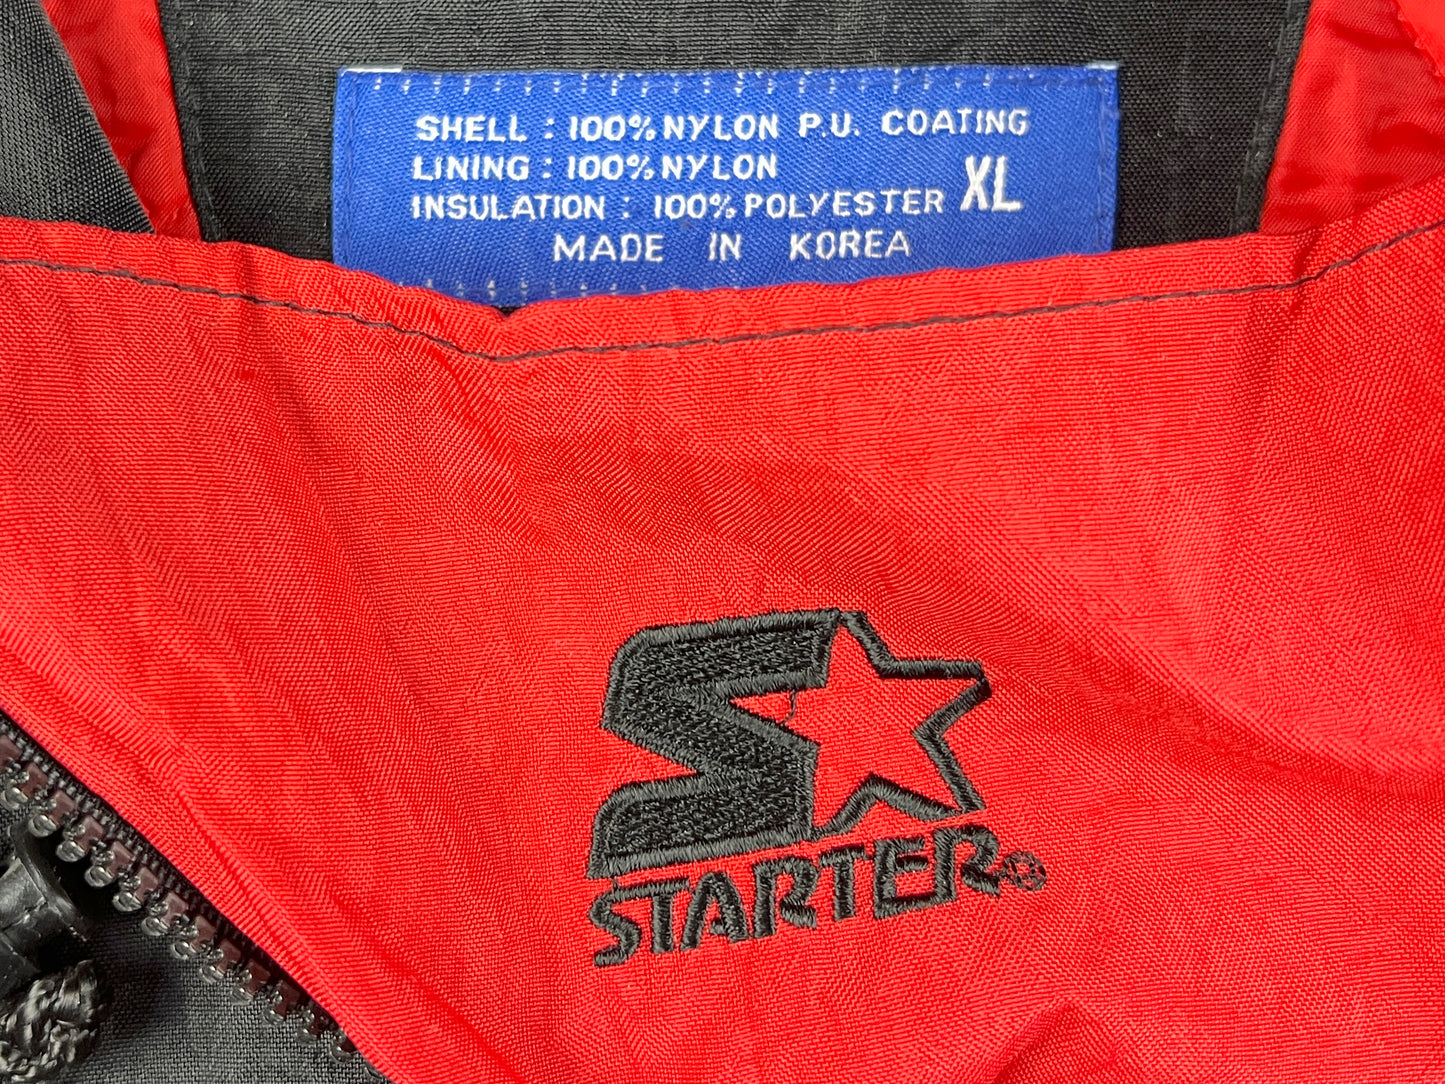 SHELL : 100% NYLON P.U. COATING
LINING : 100% NYLON
INSULATION : 100% POLYESTER XL
MADE IN KOREA
STARTER®